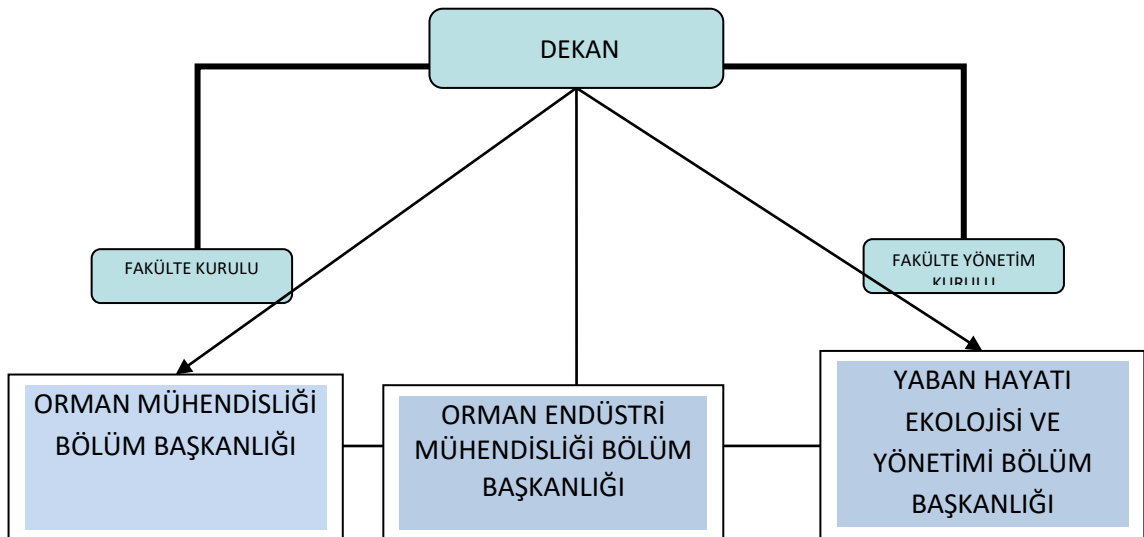 DEKAN
FAKÜLTE KURULU
FAKÜLTE YÖNETİM
KURULU
ORMAN MÜHENDİSLİĞİ
BÖLÜM BAŞKANLIĞI
ORMAN ENDÜSTRİ
MÜHENDİSLİĞİ BÖLÜM
BAŞKANLIĞI
YABAN HAYATI
EKOLOJİSİ VE
YÖNETİMİ BÖLÜM
BAŞKANLIĞI